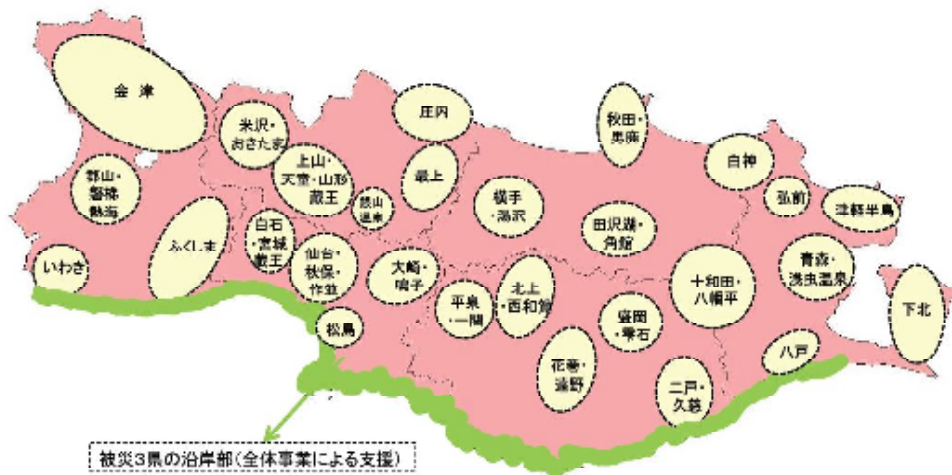 会津
米沢・
おきたま
庄内
秋田・
男鹿
白神
上山・
天童・山形
蔵王
最上
郡山・
磐梯
熱海
銀山
温泉
横手
・湯沢
弘前
津軽半島
田沢湖・
角館
ふくしま
白石
・宮城
蔵王
仙台・
秋保・
作並
大崎・
鳴子
いわき
青森・
浅虫温泉
十和田・
八幡平
北上
・西和賀
平泉・
一関
盛岡
・雫石
下北
松島
八戸
花巻・
遠野
二戸・
久慈
被災3県の沿岸部(全体事業による支援)